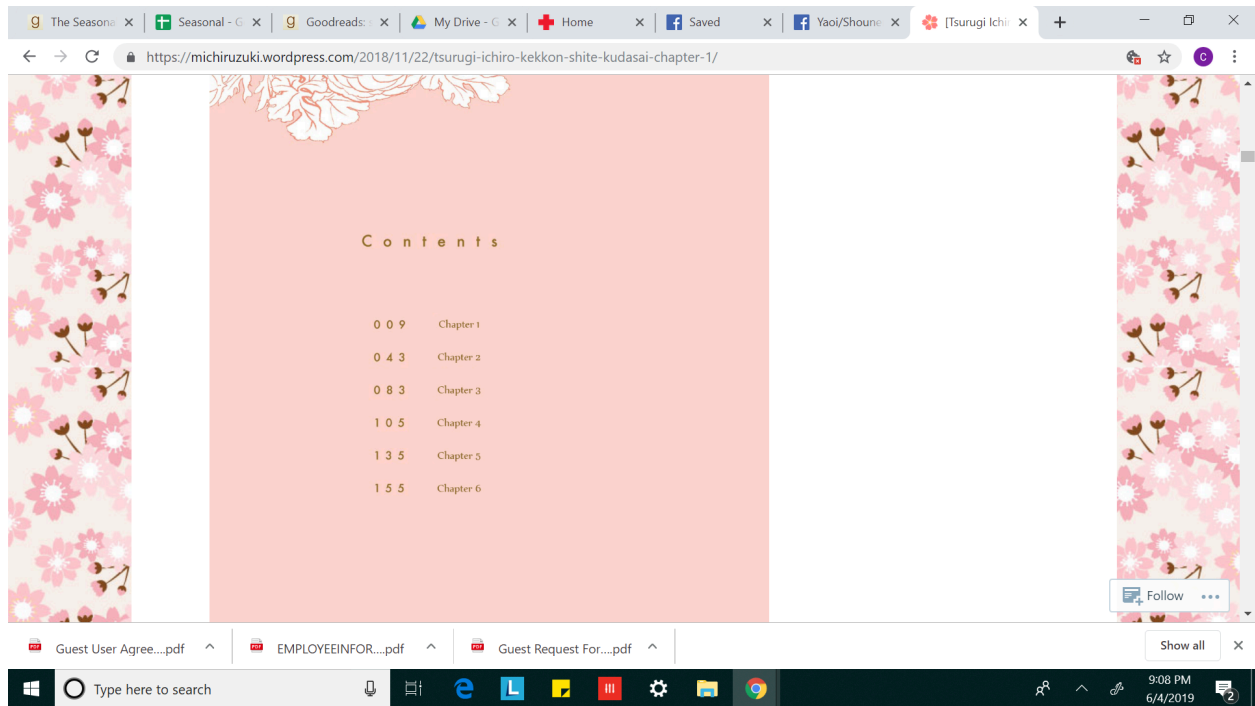 The Seasona
Seasonal - G
Goodreads:
My Drive - G
Home
Saved
Yaoi/Shoune
[Tsurugi Ichir
https://michiruzuki.wordpress.com/2018/11/22/tsurugi-ichiro-kekkon-shite-kudasai-chapter-1/
C
Contents
009 Chapter 1
043 Chapter 2
083 Chapter 3
105 Chapter 4
135 Chapter 5
155 Chapter 6
Follow
Guest User Agree....pdf
EMPLOYEEINFOR....pdf
Guest Request For....pdf
Show all
Type here to search
9:08 PM
6/4/2019
2